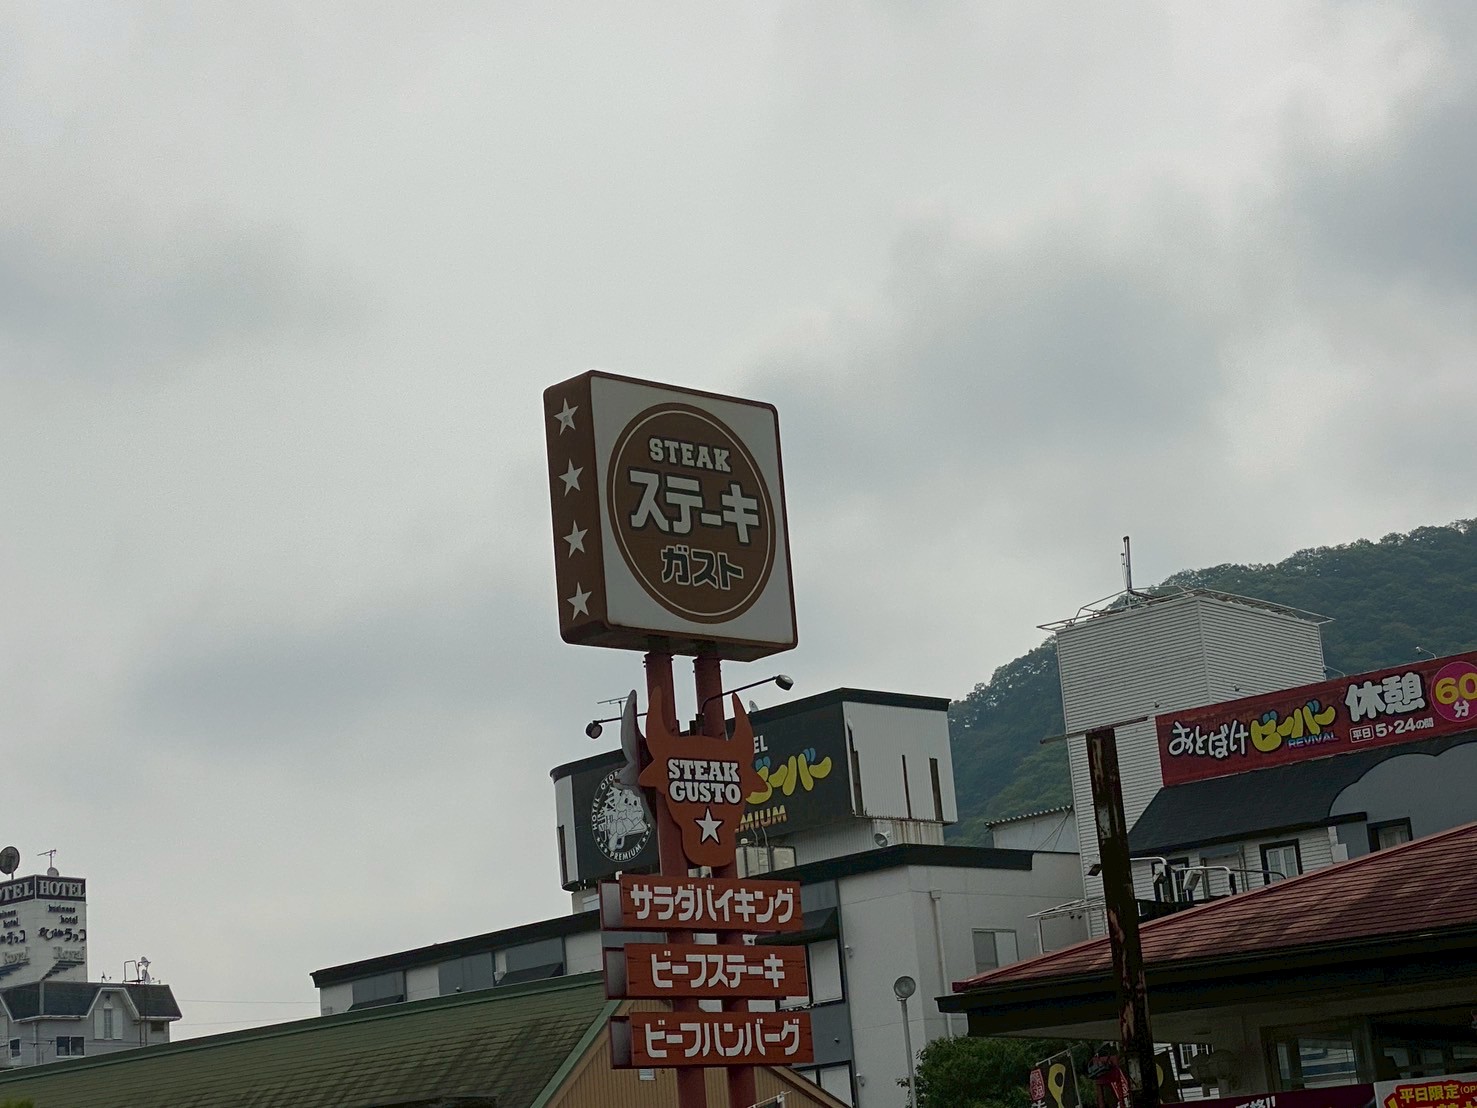 STEAK
ステーキ
ガスト
STEAK
GUSTO
サラダバイキング
ビーフステーキ
ビーフハンバーグ
ビーバー
PREMIUM
おとぼけビーバー
REVIVAL
休憩
平日 5▸24の間
60
分
HOTEL
business
hotel
Royal
平日限定